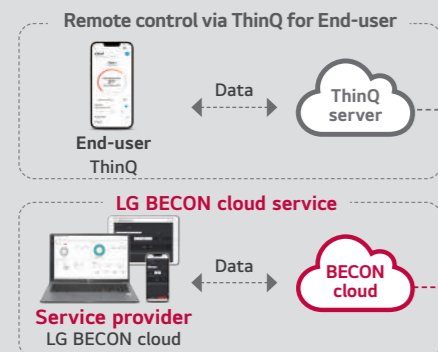 Remote control via ThinQ for End-user
Data
ThinQ
server
End-user
ThinQ
LG BECON cloud service
Data
BECON
cloud
Service provider
LG BECON cloud